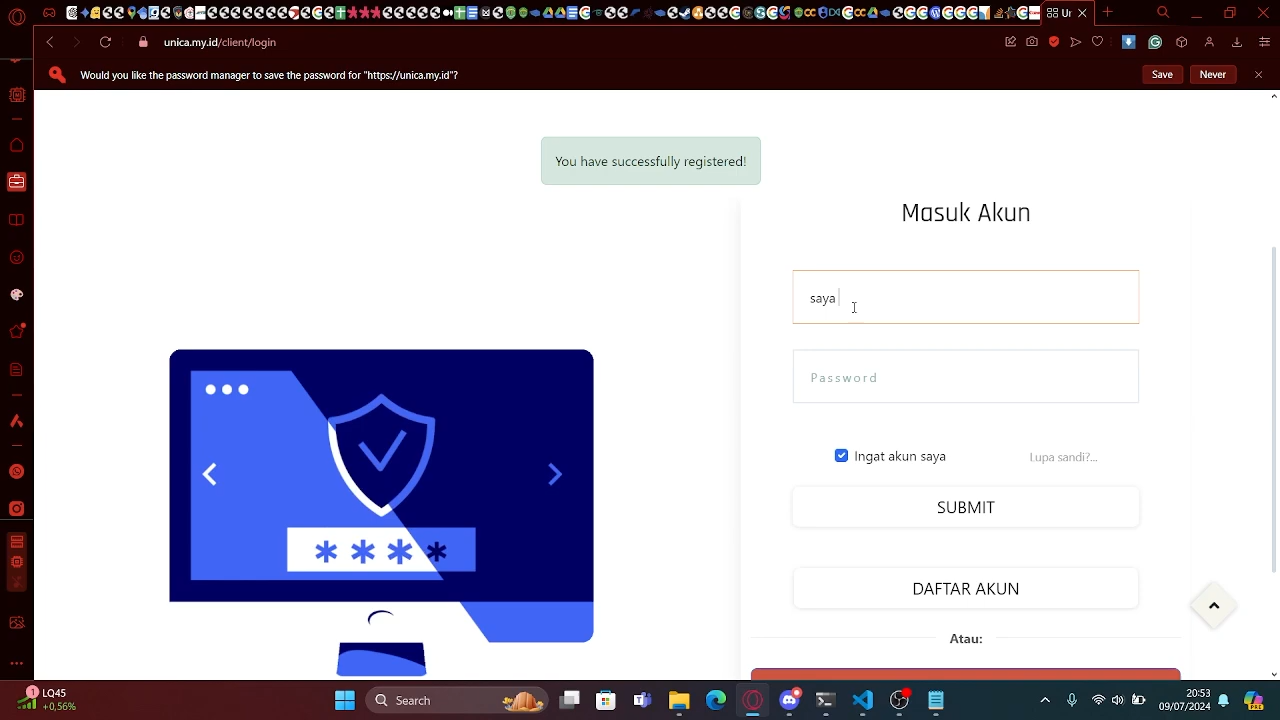 Ur
unica.my.id/client/login
Would you like the password manager to save the password for "https://unica.my.id"?
Save
Never
You have successfully registered!
Masuk Akun
saya
Password
Ingat akun saya
Lupa sandi?...
SUBMIT
DAFTAR AKUN
Atau:
1
LQ45
+0,56%
Search
20:53
09/07/2024